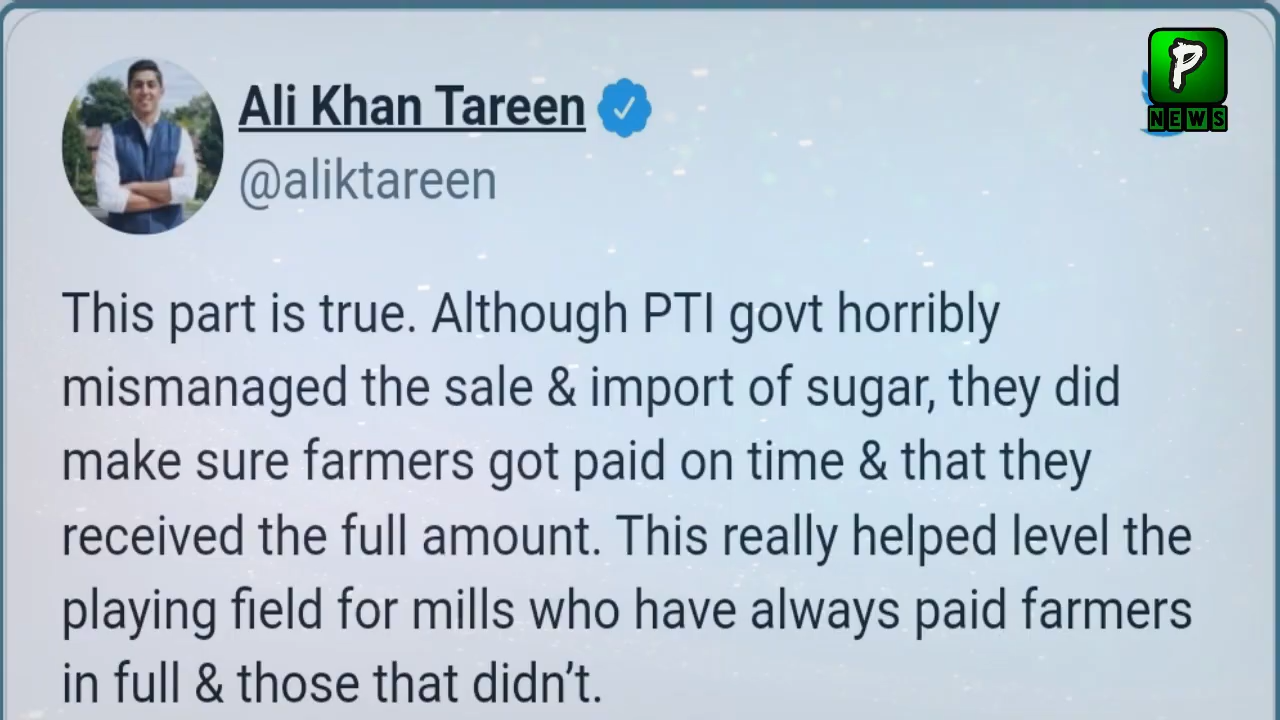 Ali Khan Tareen
@aliktareen
P
NEWS
This part is true. Although PTI govt horribly
mismanaged the sale & import of sugar, they did
make sure farmers got paid on time & that they
received the full amount. This really helped level the
playing field for mills who have always paid farmers
in full & those that didn’t.